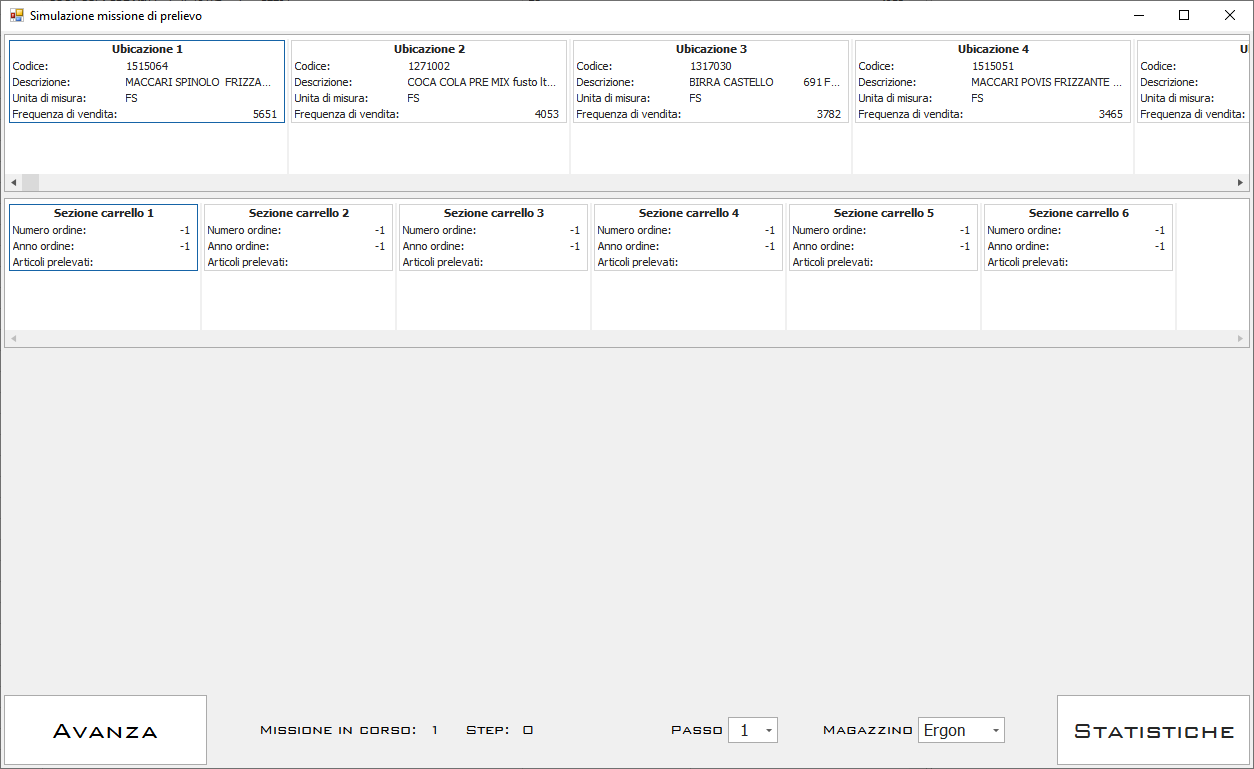 Simulazione missione di prelievo
Ubicazione 1
Codice: 1515064
Descrizione: MACCARI SPINOLO FRIZZA...
Unita di misura: FS
Frequenza di vendita: 5651
Ubicazione 2
Codice: 1271002
Descrizione: COCA COLA PRE MIX fusto lt...
Unita di misura: FS
Frequenza di vendita: 4053
Ubicazione 3
Codice: 1317030
Descrizione: BIRRA CASTELLO 691 F...
Unita di misura: FS
Frequenza di vendita: 3782
Ubicazione 4
Codice: 1515051
Descrizione: MACCARI POVIS FRIZZANTE ...
Unita di misura: FS
Frequenza di vendita: 3465
Codice:
Descrizione:
Unita di misura:
Frequenza di vendita:
Sezione carrello 1
Numero ordine: -1
Anno ordine: -1
Articoli prelevati:
Sezione carrello 2
Numero ordine: -1
Anno ordine: -1
Articoli prelevati:
Sezione carrello 3
Numero ordine: -1
Anno ordine: -1
Articoli prelevati:
Sezione carrello 4
Numero ordine: -1
Anno ordine: -1
Articoli prelevati:
Sezione carrello 5
Numero ordine: -1
Anno ordine: -1
Articoli prelevati:
Sezione carrello 6
Numero ordine: -1
Anno ordine: -1
Articoli prelevati:
Avanza
Missione in corso: 1 Step: 0
Passo 1
Magazzino Ergon
Statistiche